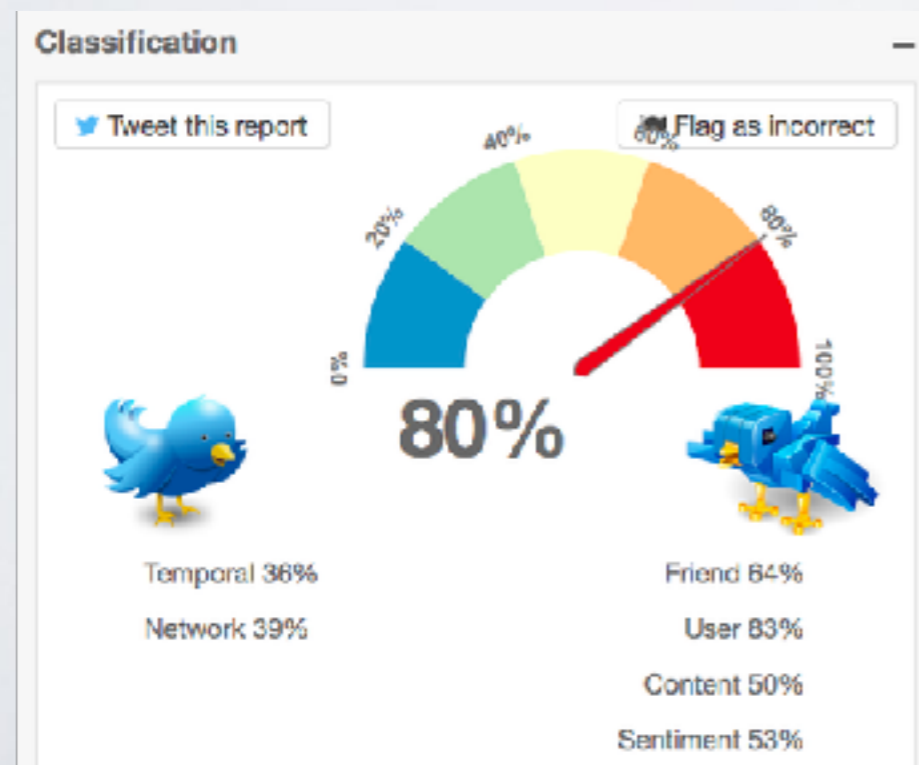 Classification
Tweet this report
Flag as incorrect
0%
20%
40%
60%
80%
100%
80%
Temporal 36%
Friend 64%
Network 39%
User 83%
Content 50%
Sentiment 53%